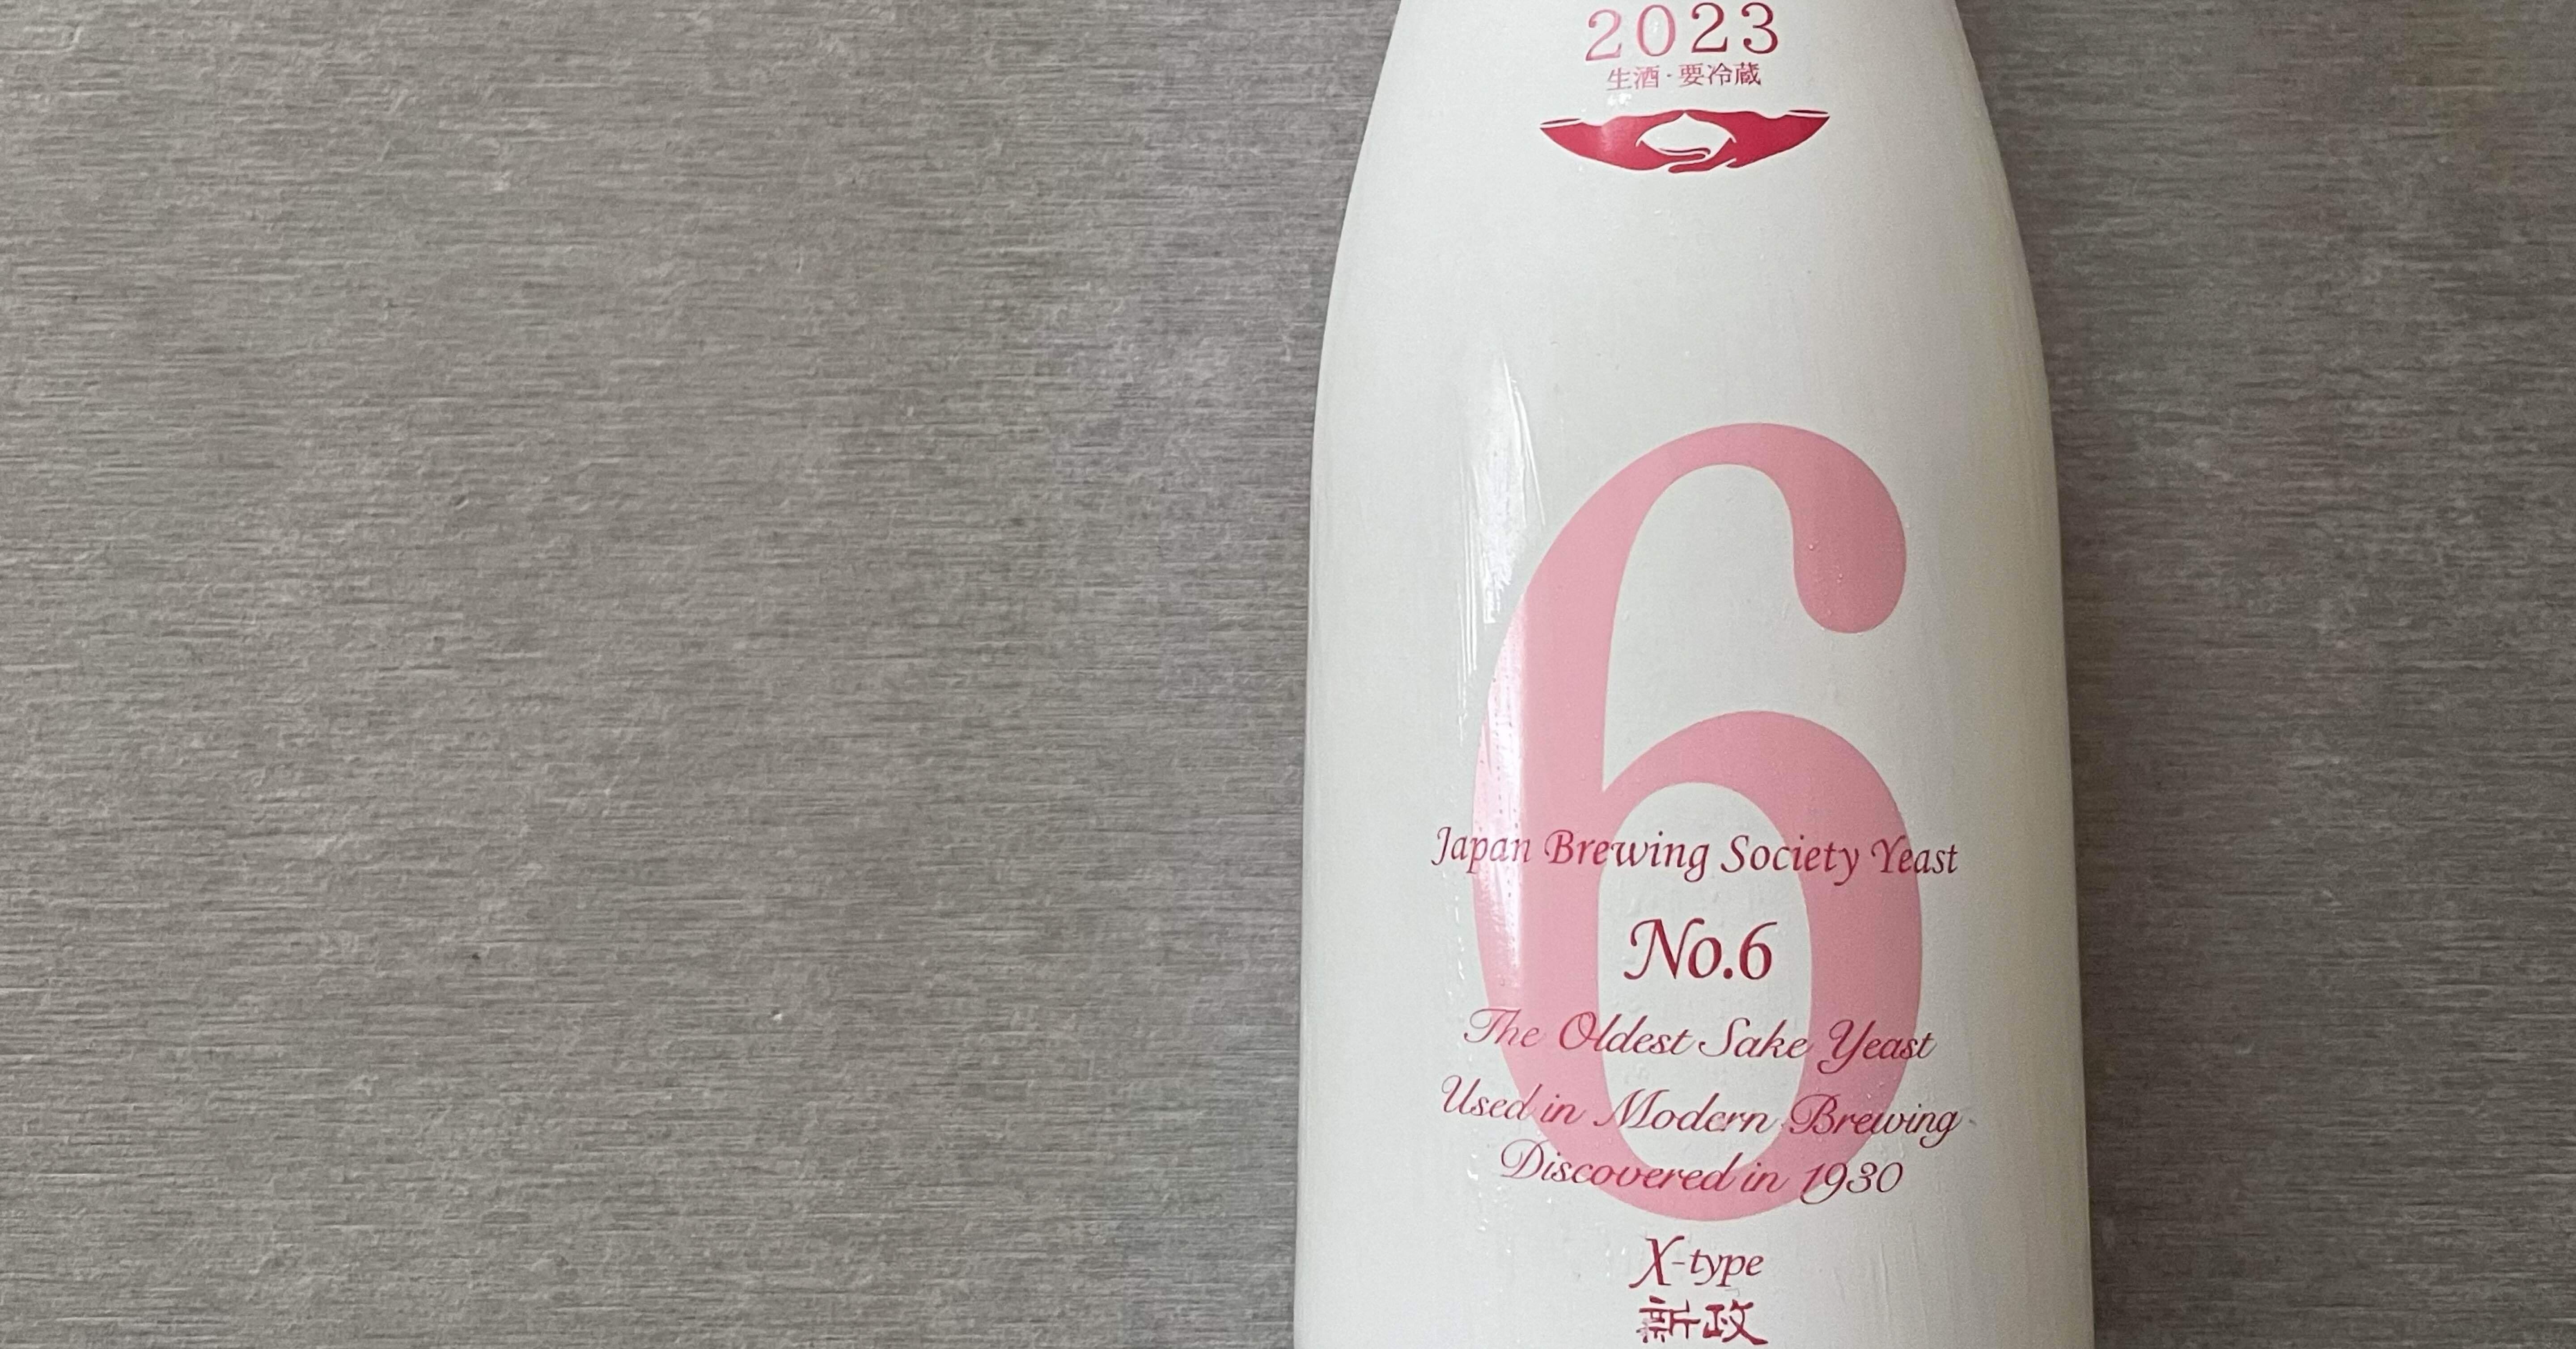 2023
生酒・要冷蔵
6
Japan Brewing Society Yeast
No.6
The Oldest Sake Yeast
Used in Modern Brewing
Discovered in 1930
X-type
新政